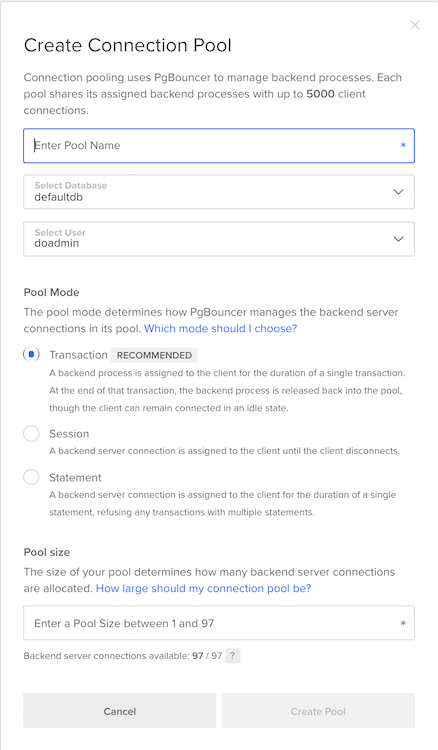 Create Connection Pool
Connection pooling uses PgBouncer to manage backend processes. Each
pool shares its assigned backend processes with up to 5000 client
connections.
Enter Pool Name *
Select Database
defaultdb
Select User
doadmin
Pool Mode
The pool mode determines how PgBouncer manages the backend server
connections in its pool. Which mode should I choose?
Transaction RECOMMENDED
A backend process is assigned to the client for the duration of a single transaction.
At the end of that transaction, the backend process is released back into the pool,
though the client can remain connected in an idle state.
Session
A backend server connection is assigned to the client until the client disconnects.
Statement
A backend server connection is assigned to the client for the duration of a single
statement, refusing any transactions with multiple statements.
Pool size
The size of your pool determines how many backend server connections
are allocated. How large should my connection pool be?
Enter a Pool Size between 1 and 97 *
Backend server connections available: 97 / 97 ?
Cancel
Create Pool